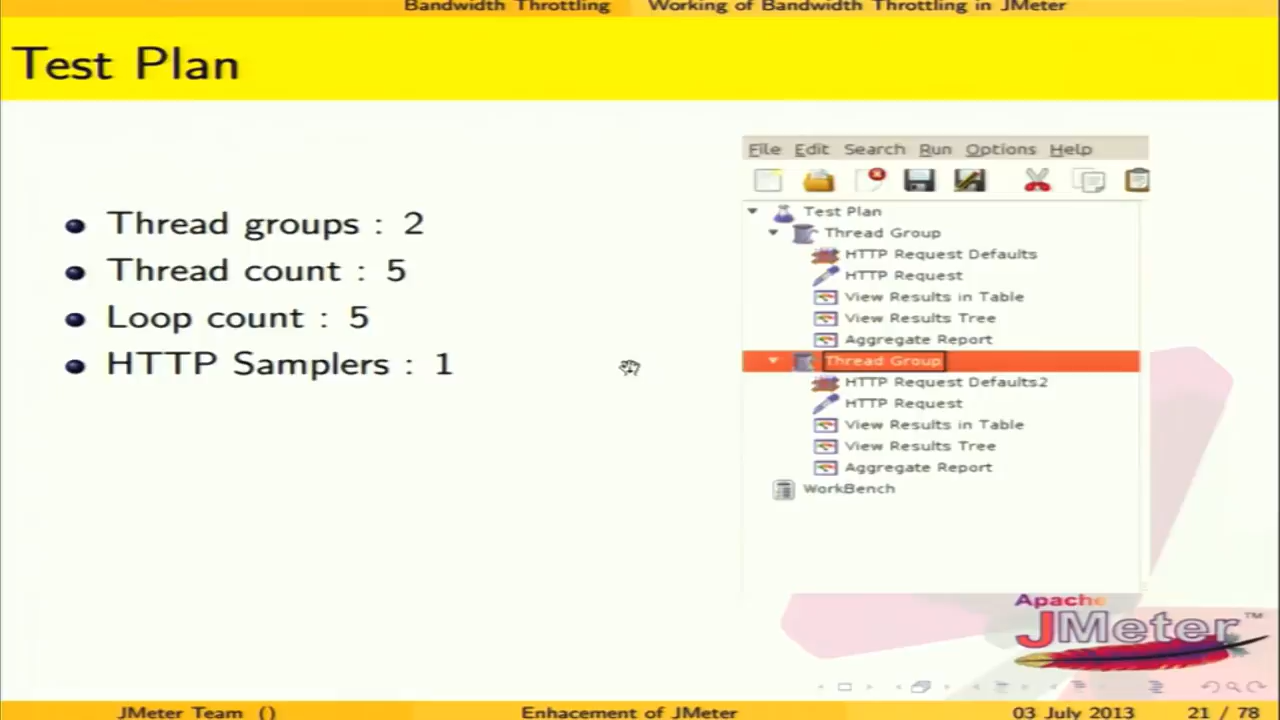 Bandwidth Throttling Working of Bandwidth Throttling in JMeter
Test Plan
Thread groups : 2
Thread count : 5
Loop count : 5
HTTP Samplers : 1
File Edit Search Run Options Help
Test Plan
Thread Group
HTTP Request Defaults
HTTP Request
View Results in Table
View Results Tree
Aggregate Report
Thread Group
HTTP Request Defaults2
HTTP Request
View Results in Table
View Results Tree
Aggregate Report
WorkBench
Apache
JMeter™
JMeter Team () Enhacement of JMeter 03 July 2013 21 / 78